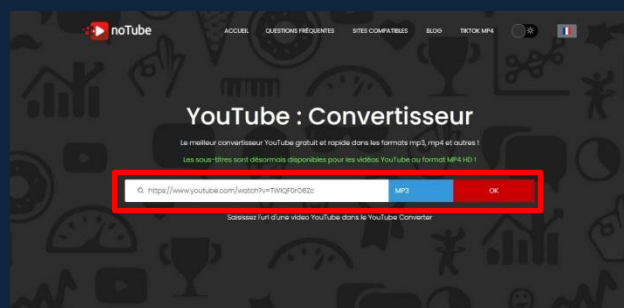 noTube
ACCUEIL QUESTIONS FRÉQUENTES SITES COMPATIBLES BLOG TIKTOK MP4
YouTube : Convertisseur
Le meilleur convertisseur YouTube gratuit et rapide dans les formats mp3, mp4 et autres !
Les sous-titres sont désormais disponibles pour les vidéos YouTube au format MP4 HD !
https://www.youtube.com/watch?v=TWIQF0rO6Zc MP3 OK
Saisissez l'url d'une video YouTube dans le YouTube Converter